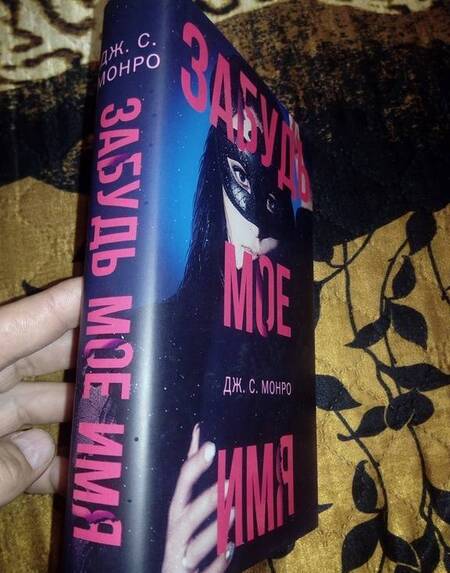 ДЖ. С.
МОНРО
ЗАБУДЬ МОЕ ИМЯ
ЗАБУДЬ
МОЕ
ДЖ. С. МОНРО
ИМЯ